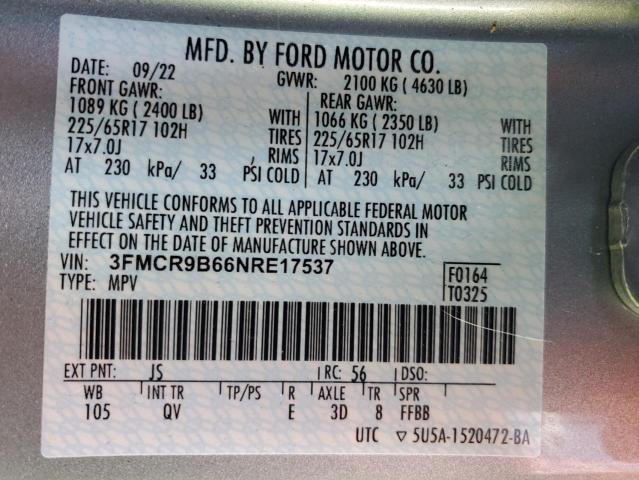 MFD. BY FORD MOTOR CO.
DATE: 09/22 GVWR: 2100 KG ( 4630 LB)
FRONT GAWR: REAR GAWR:
1089 KG ( 2400 LB) WITH 1066 KG ( 2350 LB) WITH
225/65R17 102H TIRES 225/65R17 102H TIRES
17x7.0J , RIMS 17x7.0J RIMS
AT 230 kPa/ 33 PSI COLD AT 230 kPa/ 33 PSI COLD
THIS VEHICLE CONFORMS TO ALL APPLICABLE FEDERAL MOTOR
VEHICLE SAFETY AND THEFT PREVENTION STANDARDS IN
EFFECT ON THE DATE OF MANUFACTURE SHOWN ABOVE.
VIN: 3FMCR9B66NRE17537 F0164
TYPE: MPV T0325
EXT PNT: JS RC: 56 DSO:
WB INT TR TP/PS R AXLE TR SPR
105 QV E 3D 8 FFBB
UTC ▽ 5U5A-1520472-BA